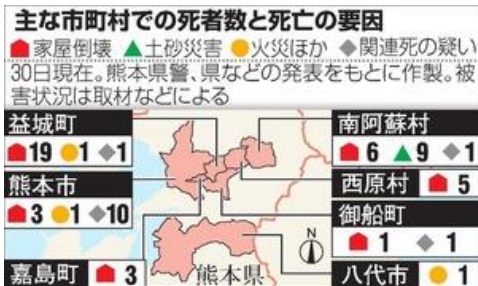 主な市町村での死者数と死亡の要因
家屋倒壊 土砂災害 火災ほか 関連死の疑い
30日現在。熊本県警、県などの発表をもとに作製。被
害状況は取材などによる
益城町
19 1 1
熊本市
3 1 10
嘉島町 3
熊本県
N
南阿蘇村
6 9 1
西原村 5
御船町
1 1
八代市 1